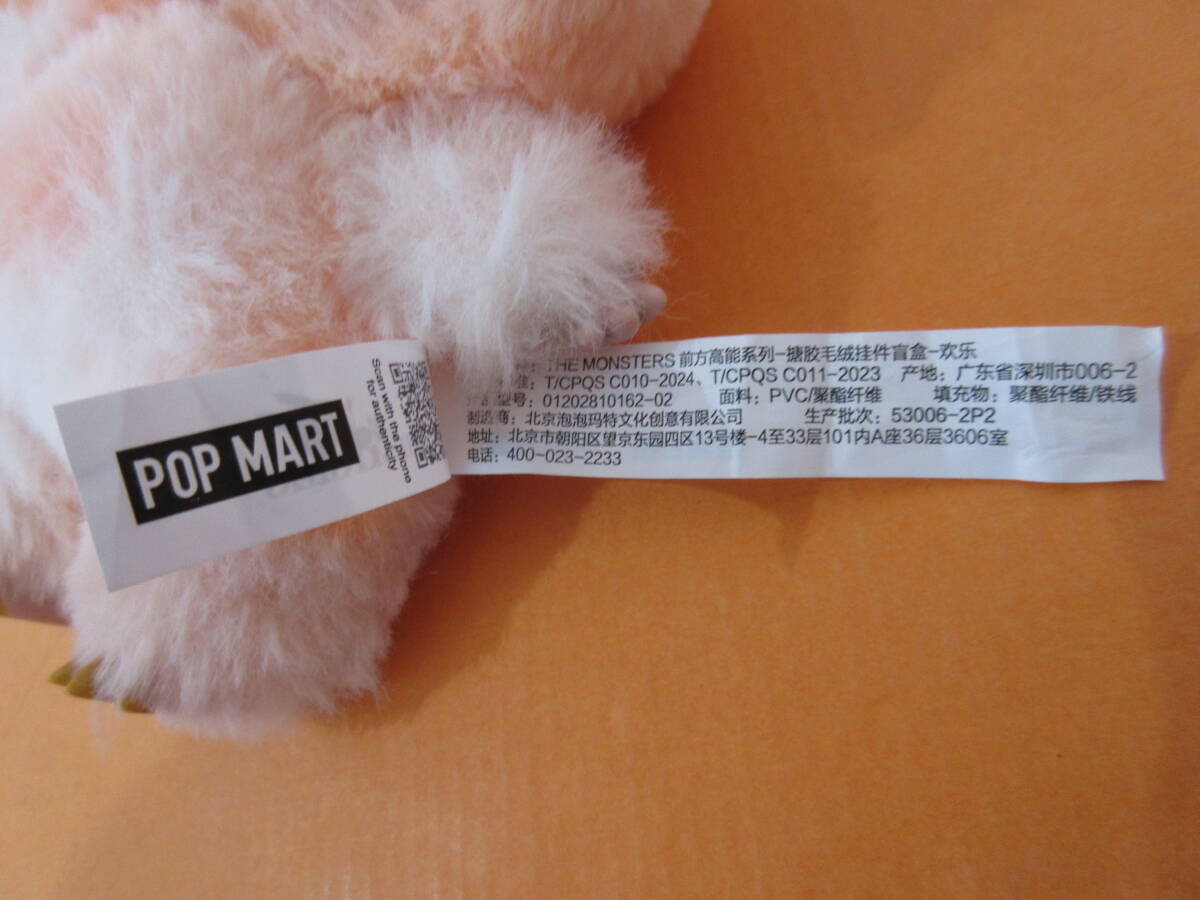 POP MART
Scan with the phone
for authenticity
THE MONSTERS 前方高能系列-搪胶毛绒挂件盲盒-欢乐
准：T/CPQS C010-2024、T/CPQS C011-2023 产地：广东省深圳市006-2
型号：01202810162-02 面料：PVC/聚酯纤维 填充物：聚酯纤维/铁线
制造商：北京泡泡玛特文化创意有限公司 生产批次：53006-2P2
地址：北京市朝阳区望京东园四区13号楼-4至33层101内A座36层3606室
电话：400-023-2233